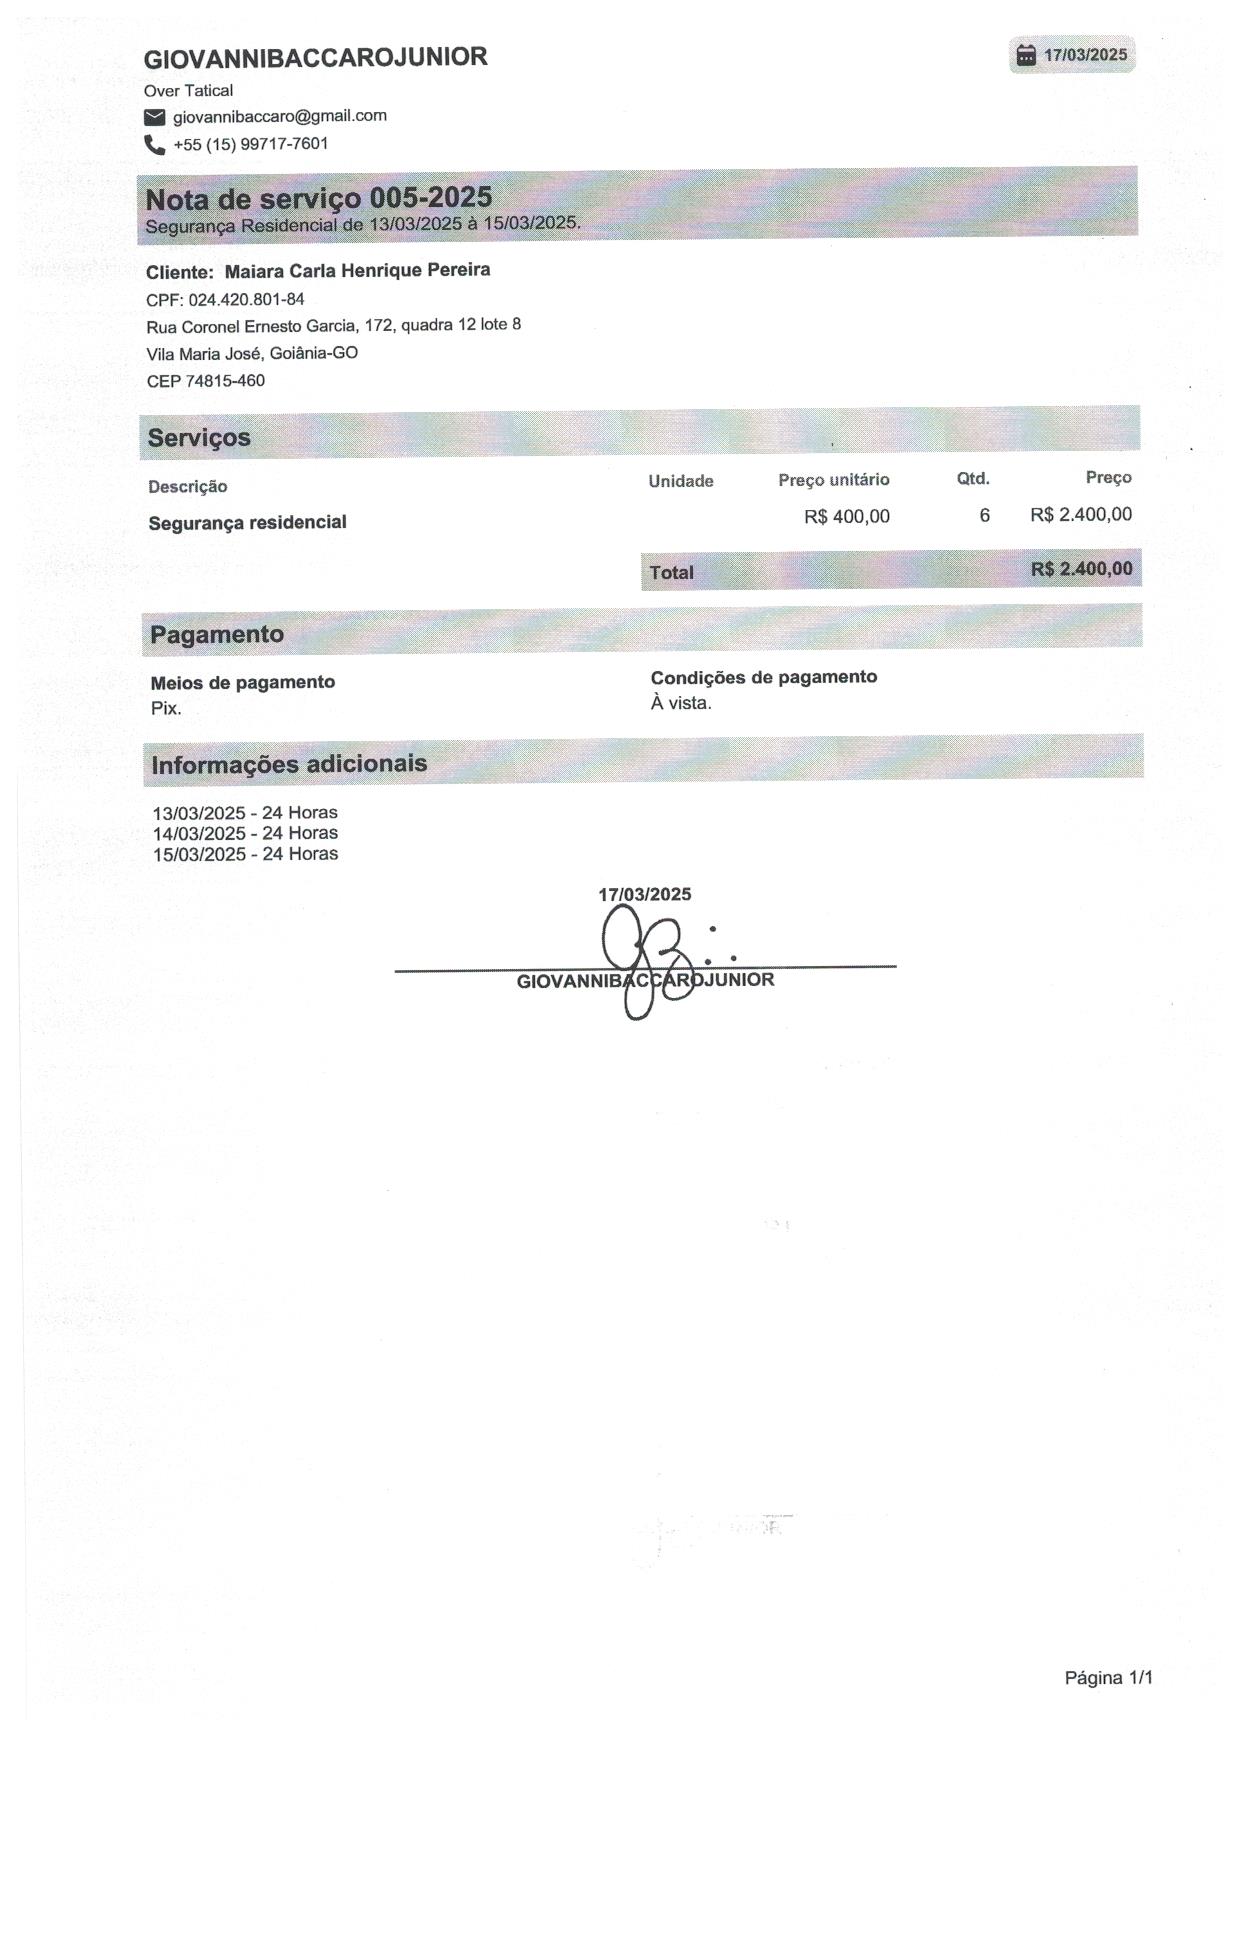 GIOVANNIBACCAROJUNIOR
17/03/2025
Over Tatical
giovannibaccaro@gmail.com
+55 (15) 99717-7601
Nota de serviço 005-2025
Segurança Residencial de 13/03/2025 à 15/03/2025.
Cliente: Maiara Carla Henrique Pereira
CPF: 024.420.801-84
Rua Coronel Ernesto Garcia, 172, quadra 12 lote 8
Vila Maria José, Goiânia-GO
CEP 74815-460
Serviços
Descrição Unidade Preço unitário Qtd. Preço
Segurança residencial R$ 400,00 6 R$ 2.400,00
Total R$ 2.400,00
Pagamento
Meios de pagamento Condições de pagamento
Pix. À vista.
Informações adicionais
13/03/2025 - 24 Horas
14/03/2025 - 24 Horas
15/03/2025 - 24 Horas
17/03/2025
GIOVANNIBACCAROJUNIOR
Página 1/1